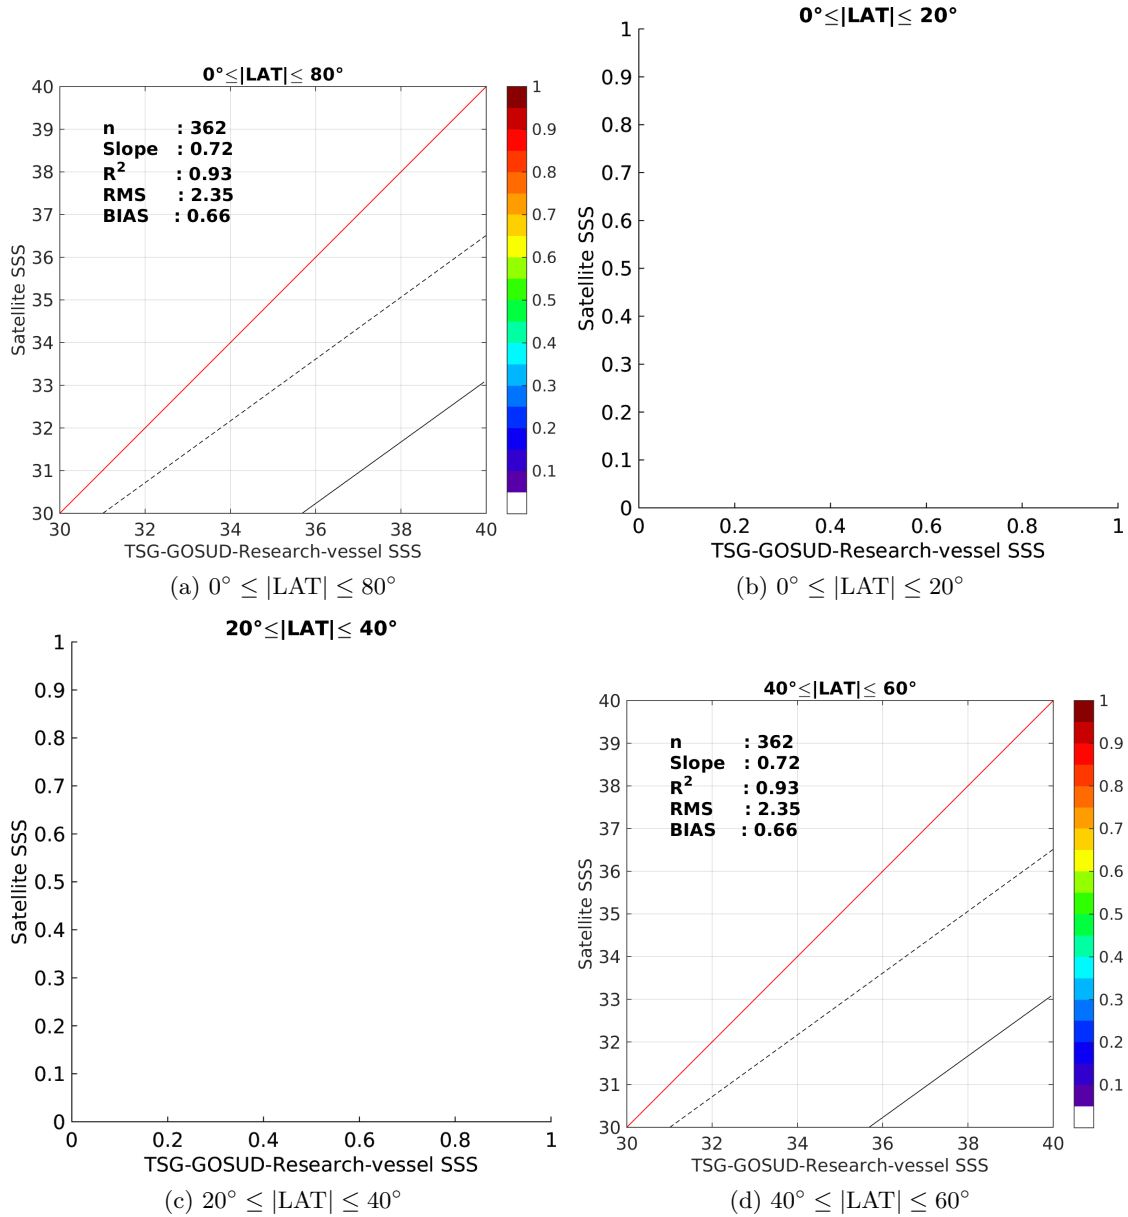 0°≤|LAT|≤ 80°
40
39
38
37
36
35
34
33
32
31
30
n : 362
Slope : 0.72
R² : 0.93
RMS : 2.35
BIAS : 0.66
Satellite SSS
30 32 34 36 38 40
TSG-GOSUD-Research-vessel SSS
1
0.9
0.8
0.7
0.6
0.5
0.4
0.3
0.2
0.1
(a) 0° ≤ |LAT| ≤ 80°
0°≤|LAT|≤ 20°
1
0.9
0.8
0.7
0.6
0.5
0.4
0.3
0.2
0.1
0
Satellite SSS
0 0.2 0.4 0.6 0.8 1
TSG-GOSUD-Research-vessel SSS
(b) 0° ≤ |LAT| ≤ 20°
20°≤|LAT|≤ 40°
1
0.9
0.8
0.7
0.6
0.5
0.4
0.3
0.2
0.1
0
Satellite SSS
0 0.2 0.4 0.6 0.8 1
TSG-GOSUD-Research-vessel SSS
(c) 20° ≤ |LAT| ≤ 40°
40°≤|LAT|≤ 60°
40
39
38
37
36
35
34
33
32
31
30
n : 362
Slope : 0.72
R² : 0.93
RMS : 2.35
BIAS : 0.66
Satellite SSS
30 32 34 36 38 40
TSG-GOSUD-Research-vessel SSS
1
0.9
0.8
0.7
0.6
0.5
0.4
0.3
0.2
0.1
(d) 40° ≤ |LAT| ≤ 60°